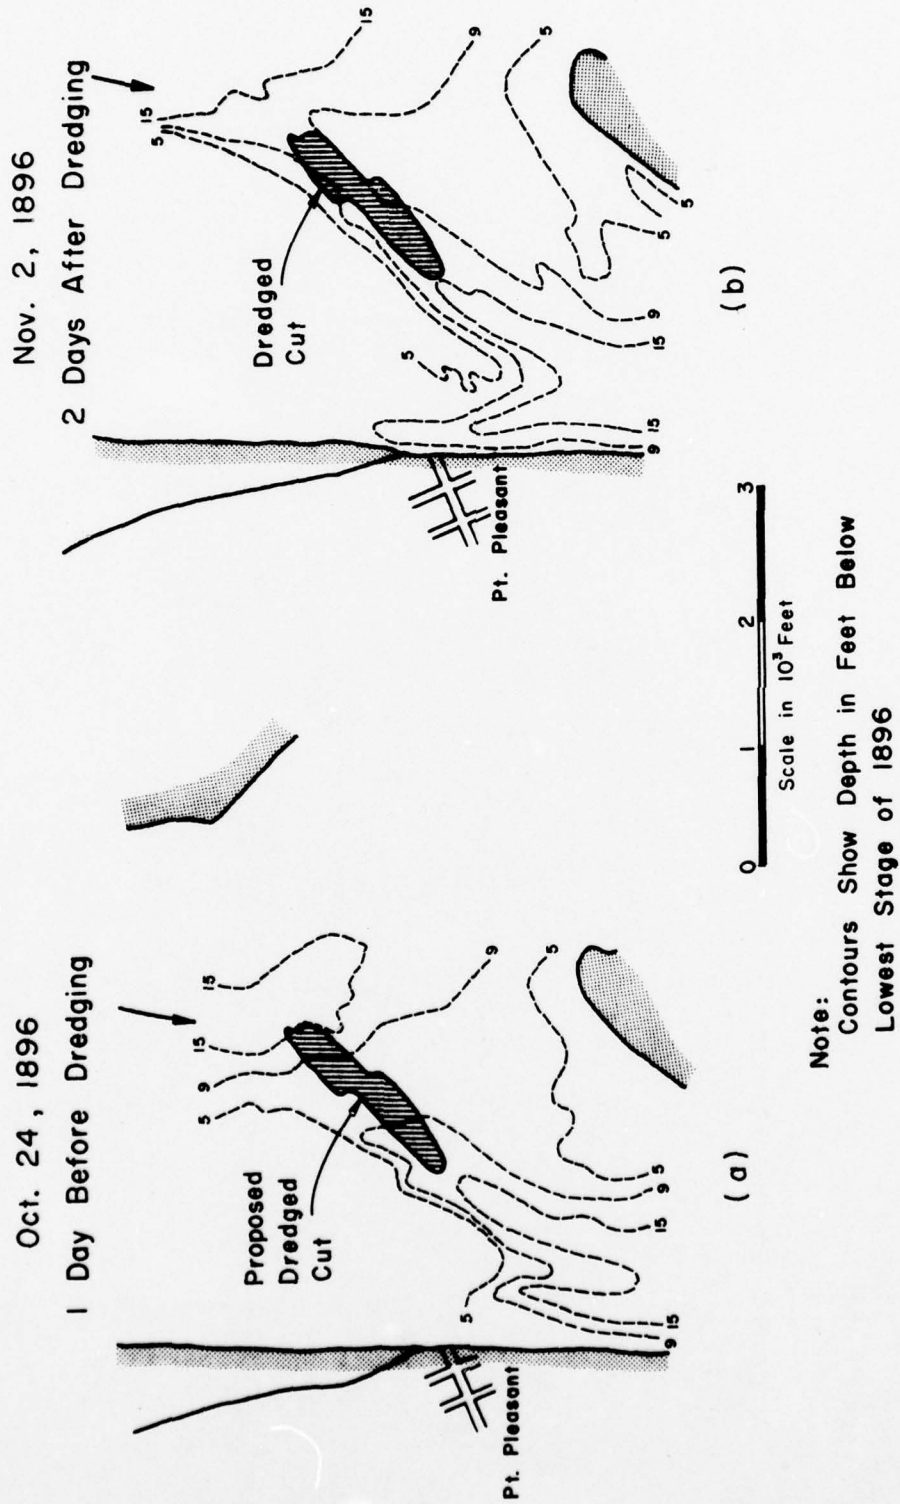 Oct. 24, 1896
1 Day Before Dredging
15
15
9
5
Proposed
Dredged
Cut
9
5
5
5
9
15
15
9
Pt. Pleasant
(a)
Nov. 2, 1896
2 Days After Dredging
15
15
5
9
5
Dredged
Cut
5
5
5
9
15
15
9
Pt. Pleasant
(b)
0 1 2 3
Scale in 10³ Feet
Note:
Contours Show Depth in Feet Below
Lowest Stage of 1896